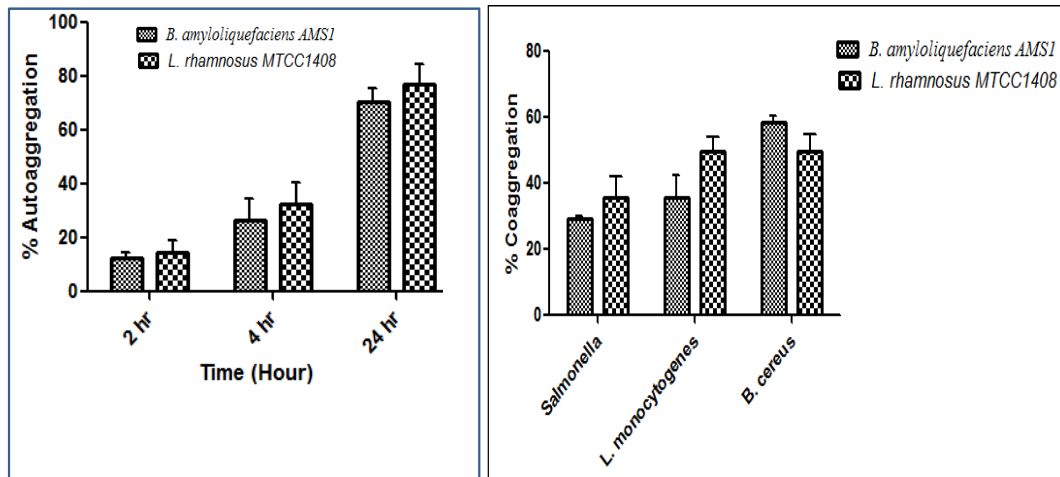 B. amyloliquefaciens AMS1
L. rhamnosus MTCC1408
% Autoaggregation
100
80
60
40
20
0
2 hr
4 hr
24 hr
Time (Hour)
B. amyloliquefaciens AMS1
L. rhamnosus MTCC1408
% Coaggregation
80
60
40
20
0
Salmonella
L. monocytogenes
B. cereus